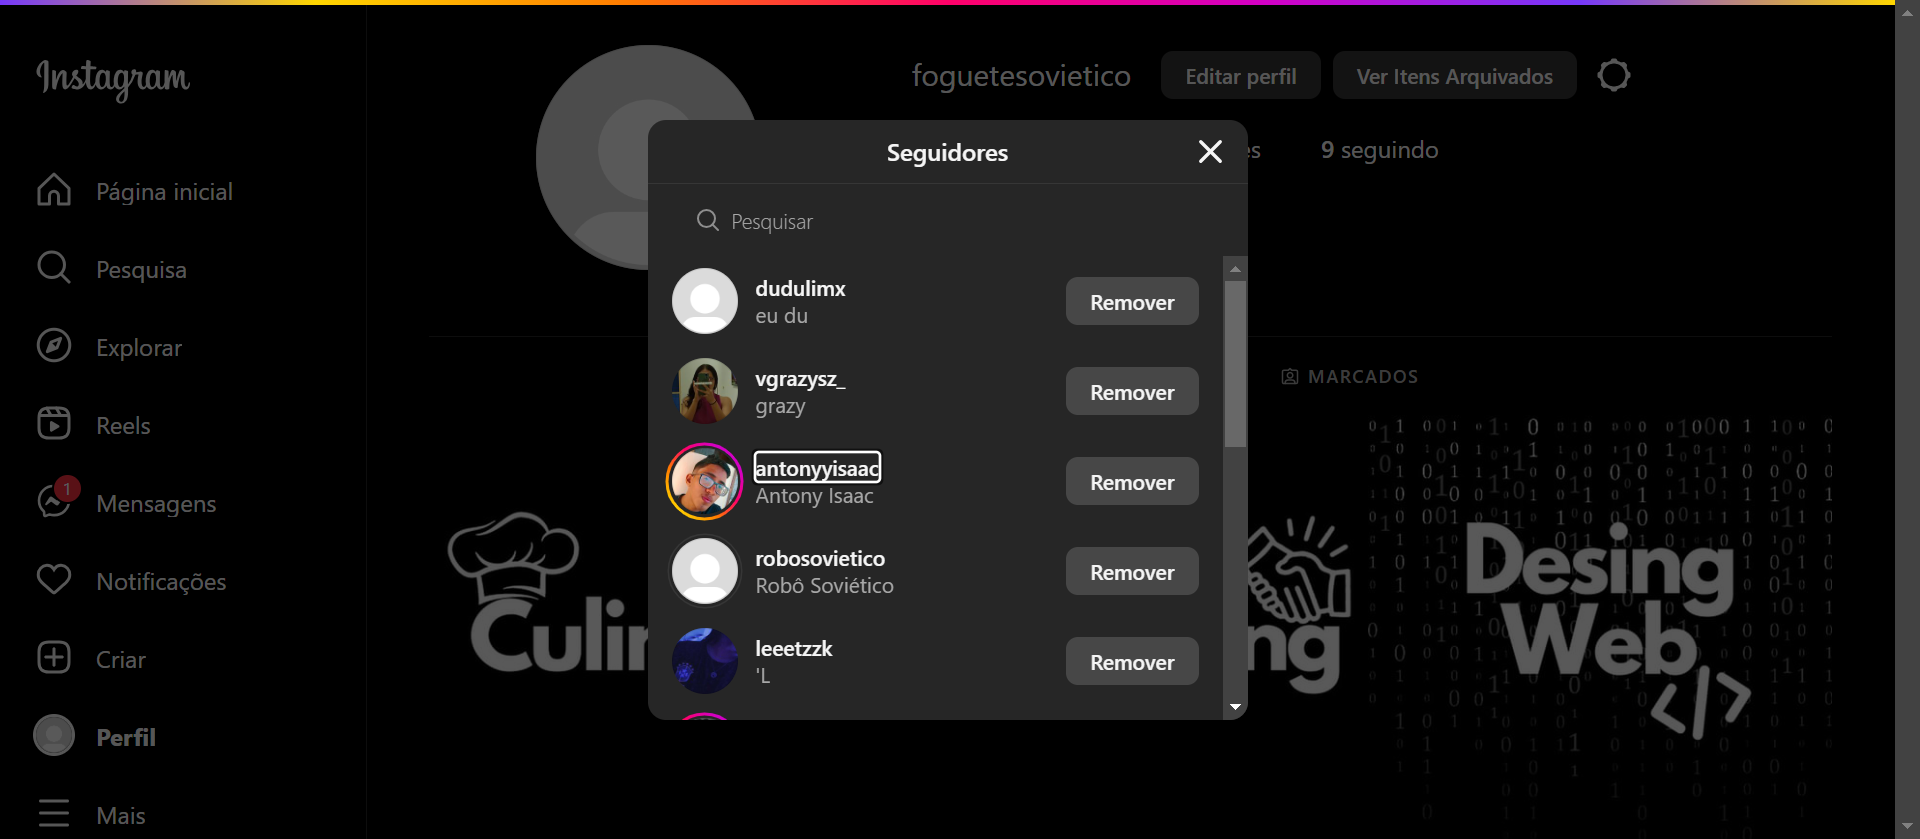 Instagram
Página inicial
Pesquisa
Explorar
Reels
1
Mensagens
Notificações
Criar
Perfil
Mais
foguetesovietico
Editar perfil
Ver Itens Arquivados
es
9 seguindo
MARCADOS
Seguidores
Pesquisar
dudulimx
eu du
Remover
vgrazysz_
grazy
Remover
antonyyisaac
Antony Isaac
Remover
robosovietico
Robô Soviético
Remover
leeetzzk
'L
Remover
Culin
ng
Desing
Web
</>